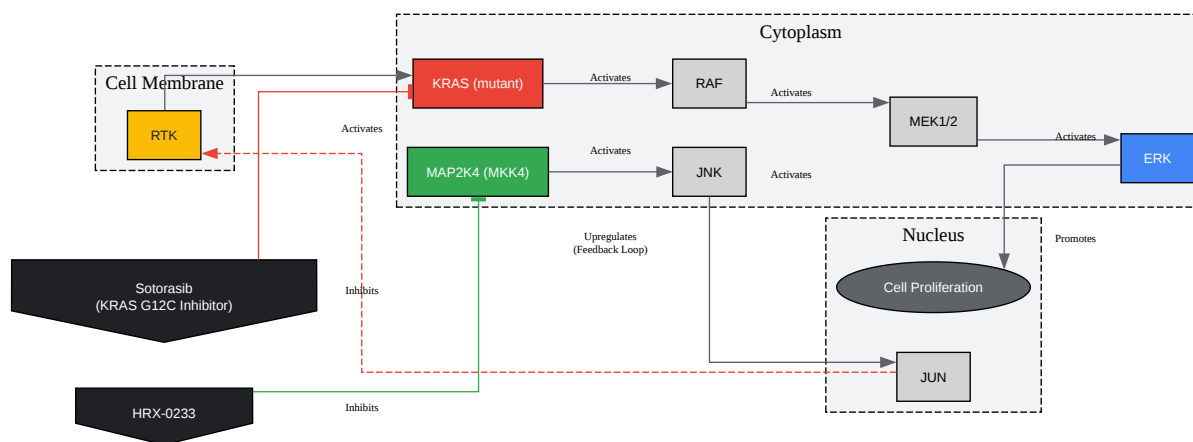 Cytoplasm
Cell Membrane
KRAS (mutant)
Activates
RAF
Activates
MEK1/2
RTK
Activates
Activates
ERK
Activates
MAP2K4 (MKK4)
JNK
Activates
Upregulates
(Feedback Loop)
Nucleus
Promotes
Sotorasib
(KRAS G12C Inhibitor)
Inhibits
Cell Proliferation
JUN
HRX-0233
Inhibits